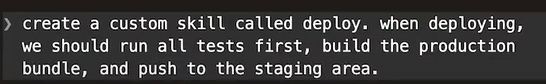 ❯ create a custom skill called deploy. when deploying,
we should run all tests first, build the production
bundle, and push to the staging area.